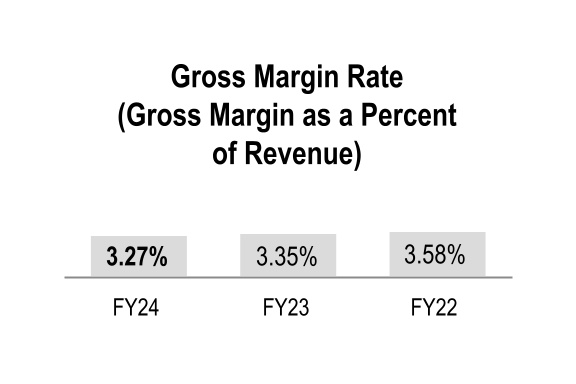 Gross Margin Rate
(Gross Margin as a Percent
of Revenue)
3.27% 3.35% 3.58%
FY24 FY23 FY22